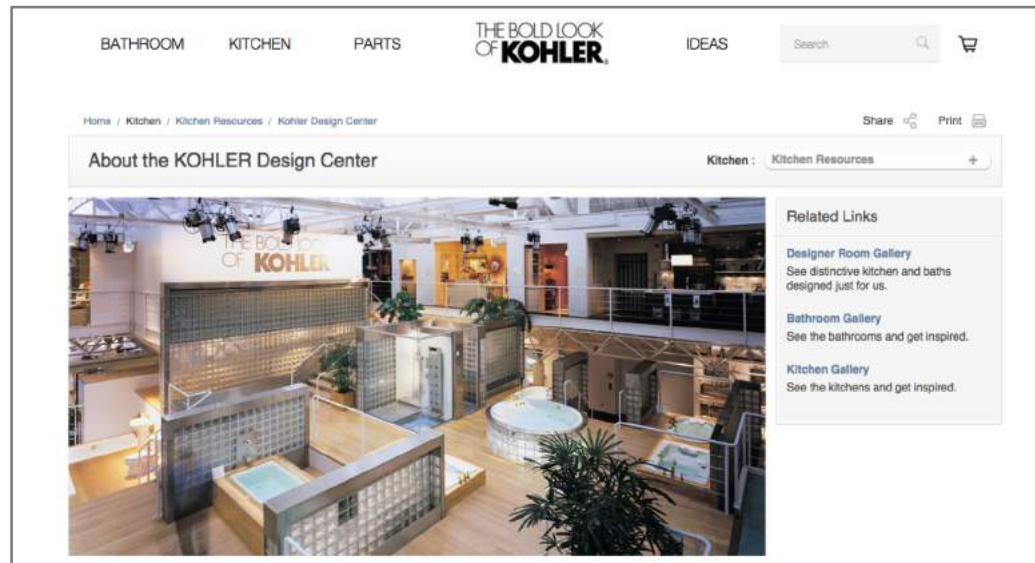 BATHROOM KITCHEN PARTS THE BOLD LOOK
OF KOHLER. IDEAS Search
Home / Kitchen / Kitchen Resources / Kohler Design Center Share Print
About the KOHLER Design Center Kitchen : Kitchen Resources +
THE BOLD LOOK
OF KOHLER
Related Links
Designer Room Gallery
See distinctive kitchen and baths
designed just for us.
Bathroom Gallery
See the bathrooms and get inspired.
Kitchen Gallery
See the kitchens and get inspired.